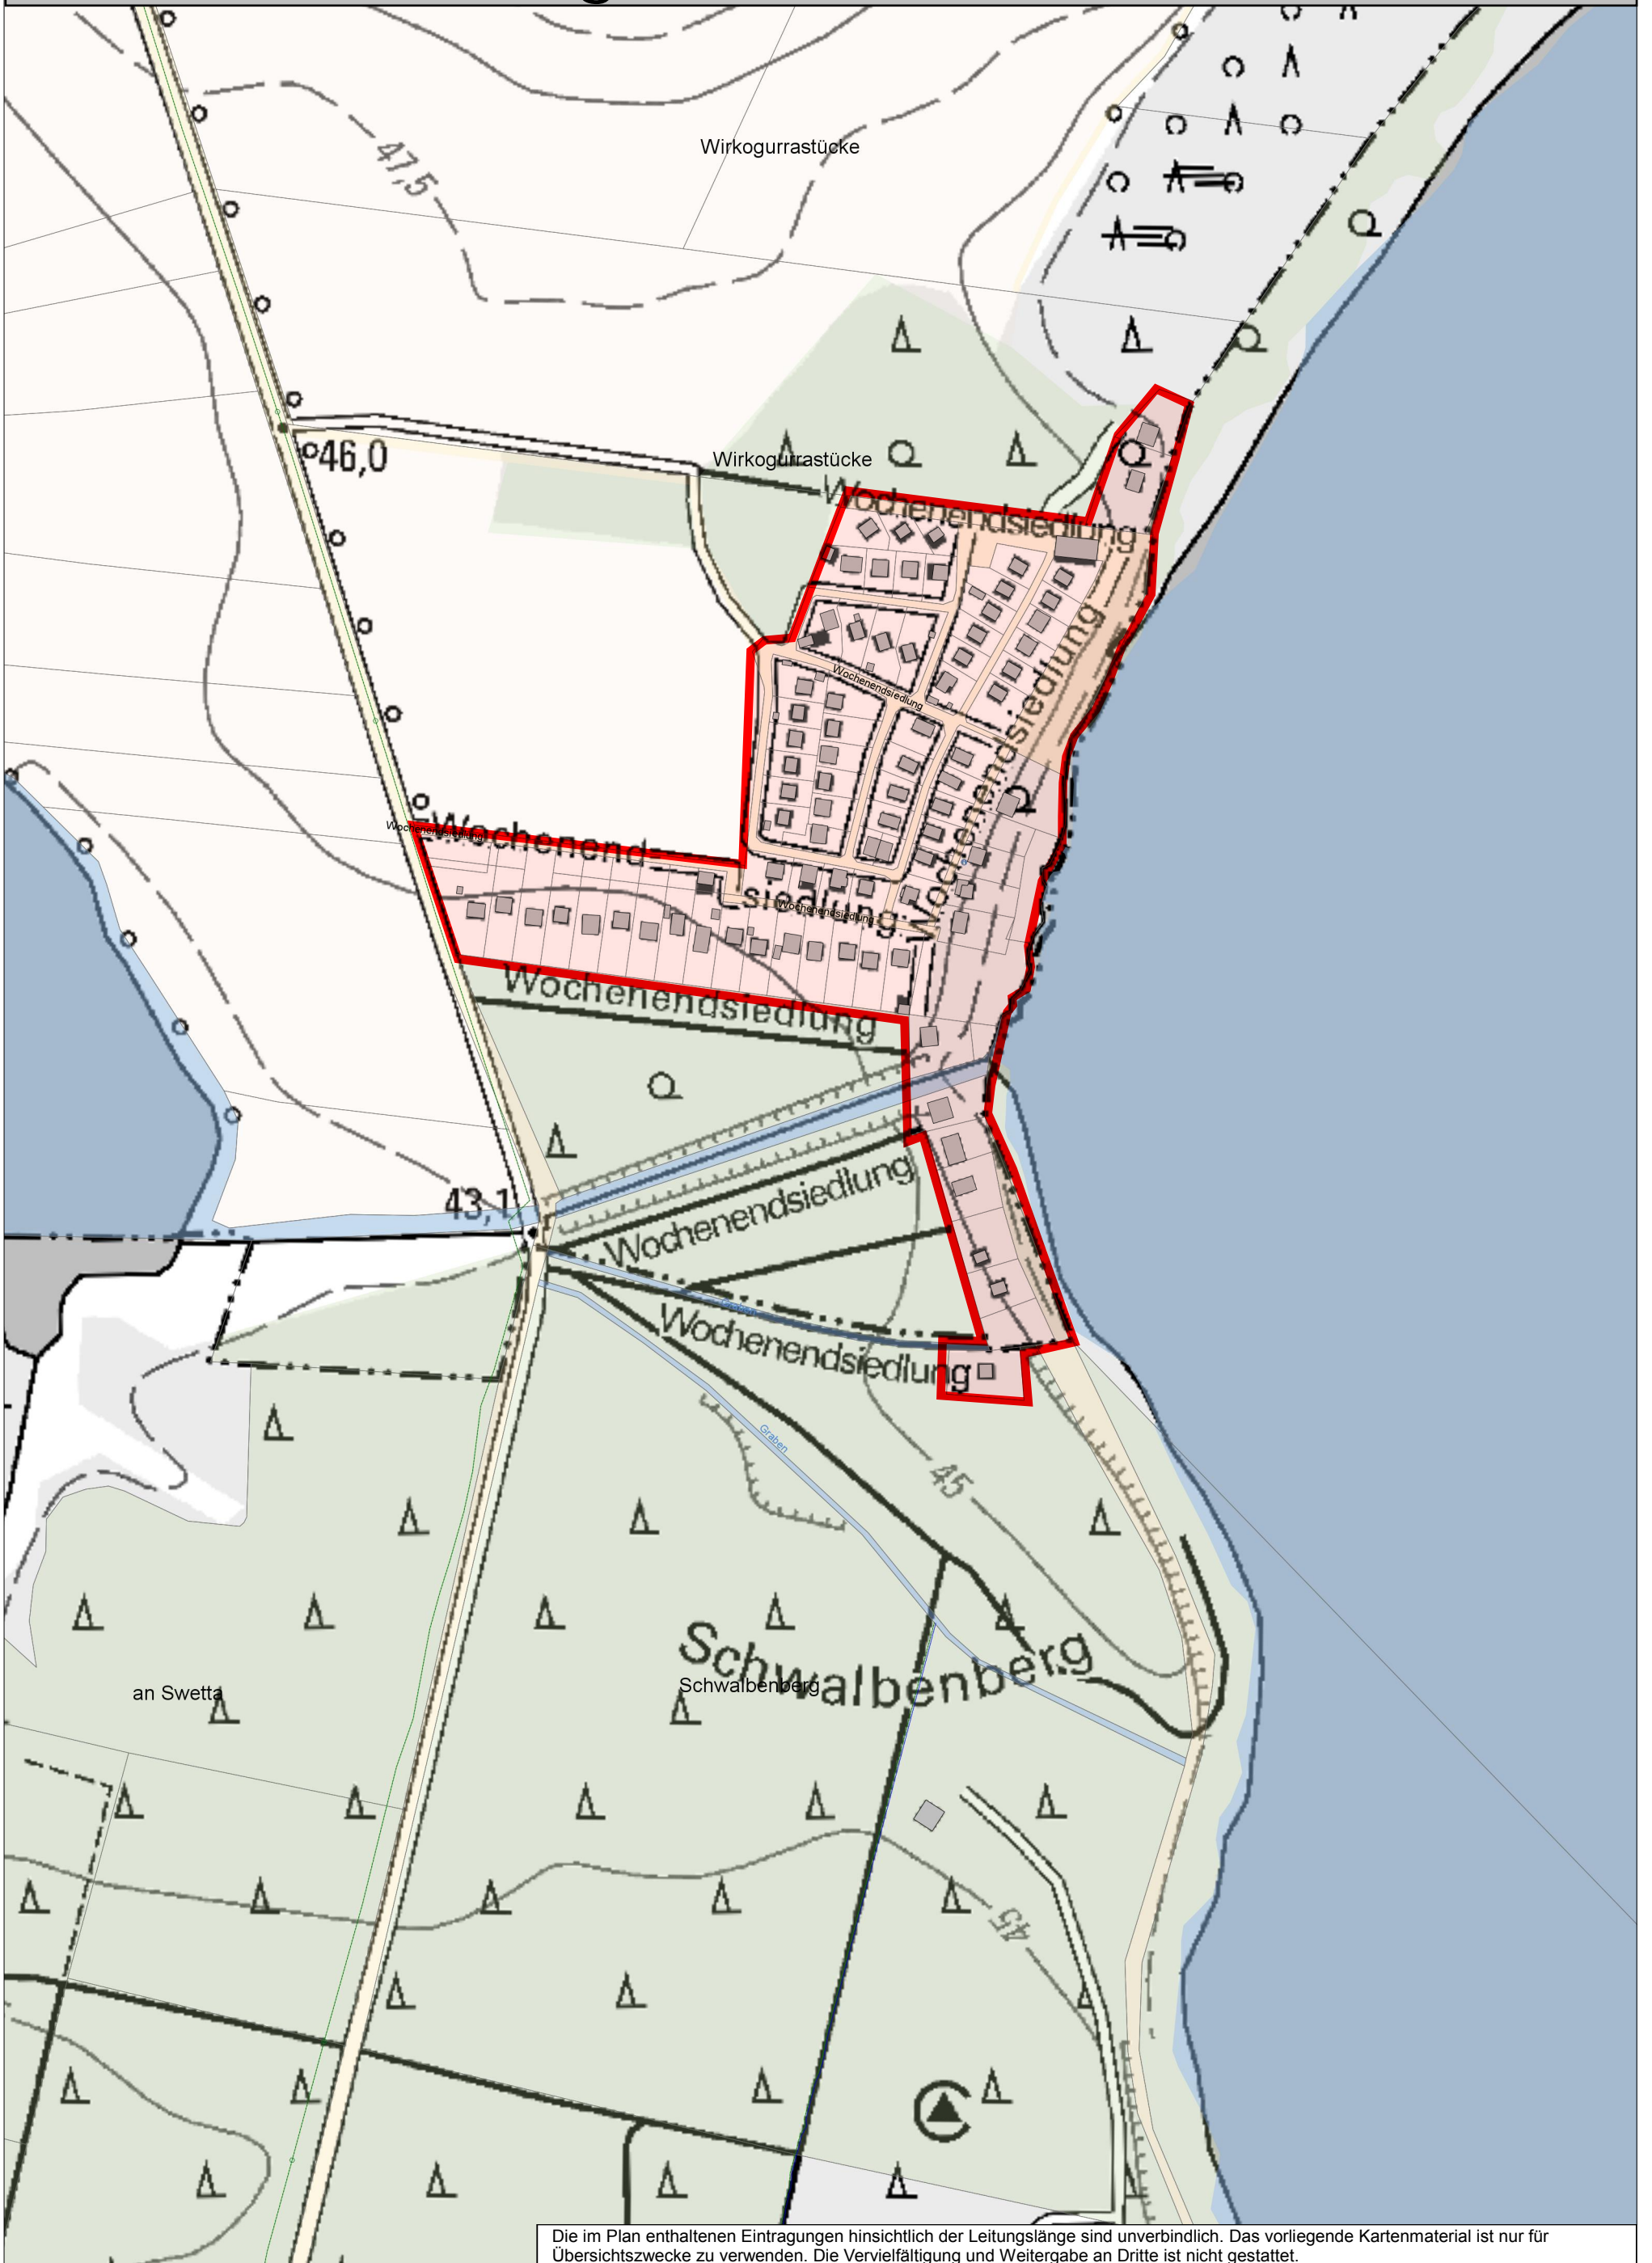 47,5
Wirkogurrastücke
46,0
Wirkogurrastücke
Wochenendsiedlung
Wochenendsiedlung
Wochenendsiedlung
Wochenendsiedlung
Wochenend-
siedlung
Wochenendsiedlung
Wochenendsiedlung
Wochenendsiedlung
Wochenendsiedlung
43,1
Wochenendsiedlung
Graben
Wochenendsiedlung
Graben
45
Schwalbenberg
Schwalbenberg
an Swetta
45
Die im Plan enthaltenen Eintragungen hinsichtlich der Leitungslänge sind unverbindlich. Das vorliegende Kartenmaterial ist nur für
Übersichtszwecke zu verwenden. Die Vervielfältigung und Weitergabe an Dritte ist nicht gestattet.